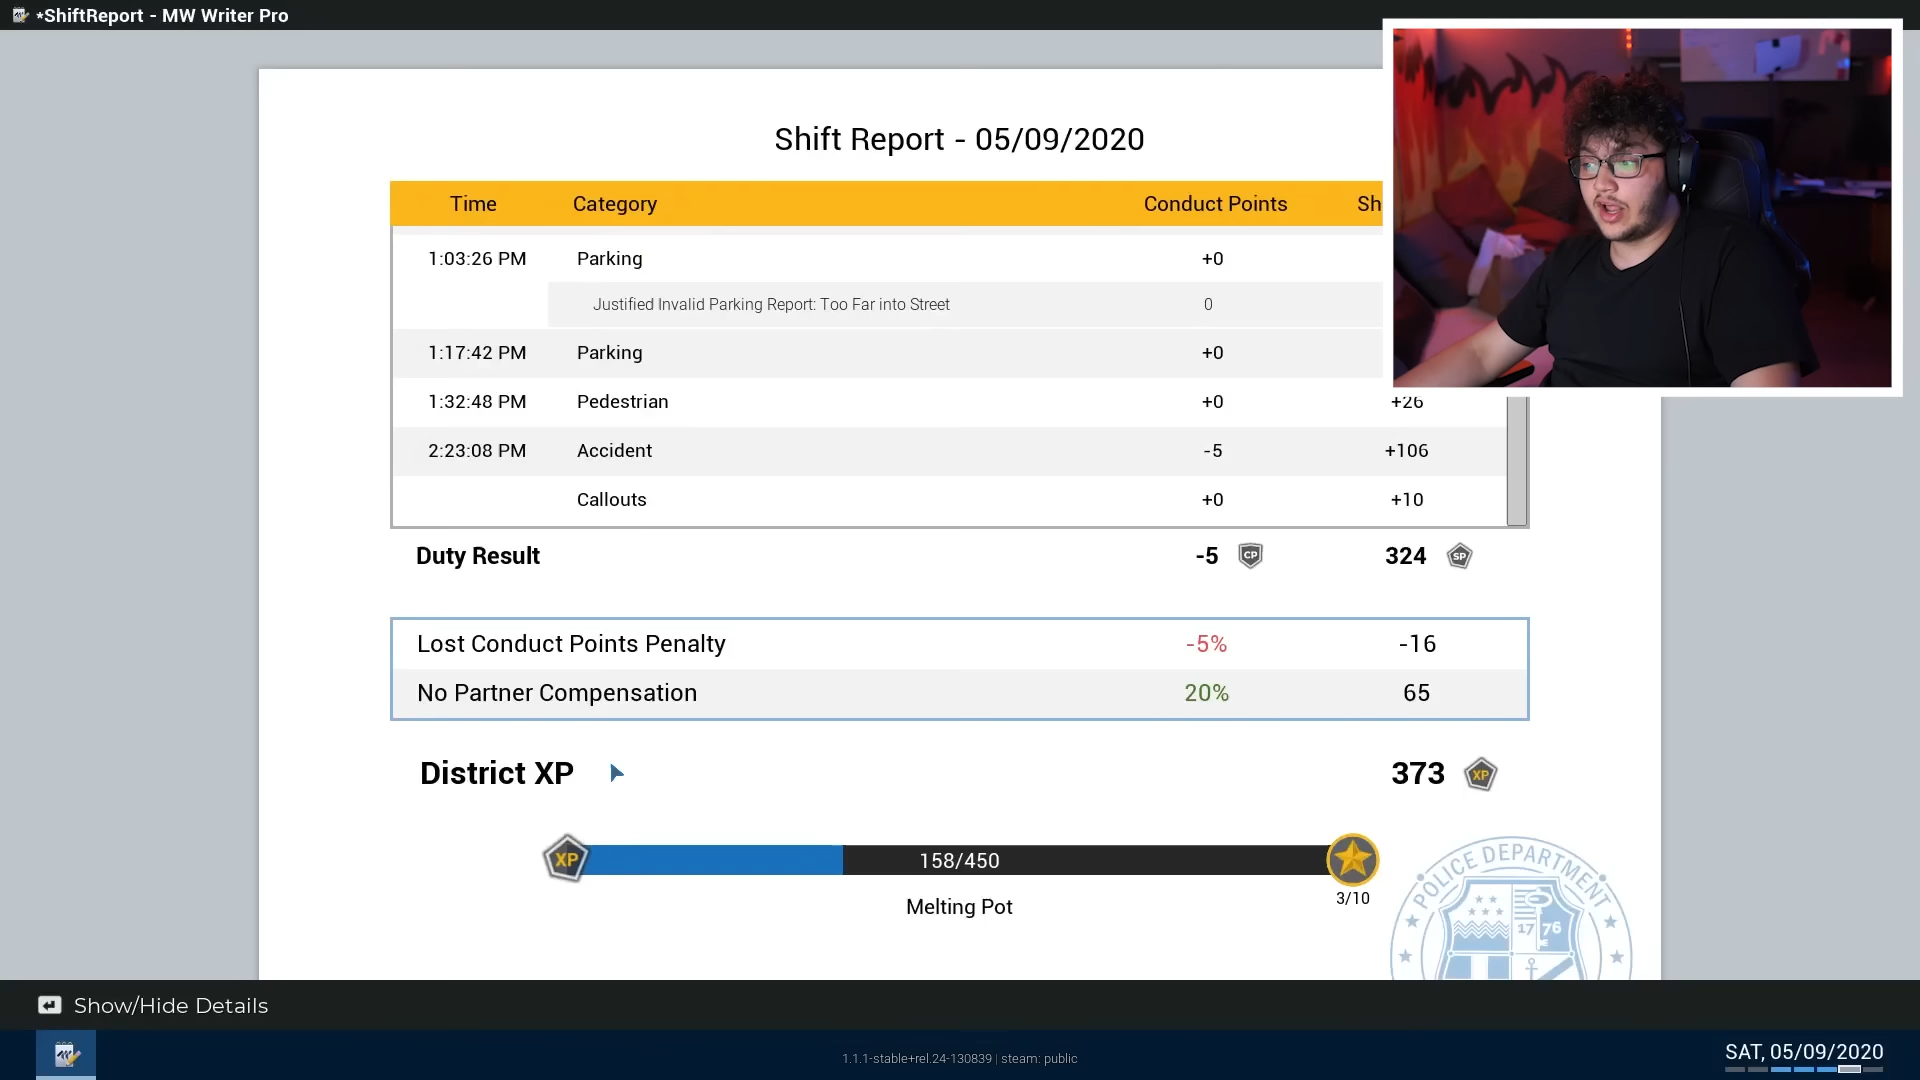 *ShiftReport - MW Writer Pro
Shift Report - 05/09/2020
Time Category Conduct Points Sh
1:03:26 PM Parking +0
Justified Invalid Parking Report: Too Far into Street 0
1:17:42 PM Parking +0
1:32:48 PM Pedestrian +0 +26
2:23:08 PM Accident -5 +106
Callouts +0 +10
Duty Result -5 CP 324 SP
Lost Conduct Points Penalty -5% -16
No Partner Compensation 20% 65
District XP 373 XP
XP 158/450
3/10
Melting Pot
POLICE DEPARTMENT
17 76
Show/Hide Details
1.1.1-stable+rel.24-130839 | steam: public
SAT, 05/09/2020